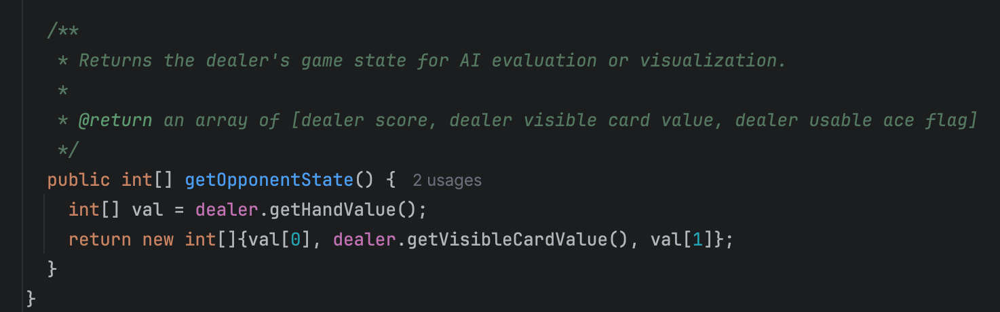 /**
 * Returns the dealer's game state for AI evaluation or visualization.
 *
 * @return an array of [dealer score, dealer visible card value, dealer usable ace flag]
 */
public int[] getOpponentState() {  2 usages
  int[] val = dealer.getHandValue();
  return new int[]{val[0], dealer.getVisibleCardValue(), val[1]};
}
}